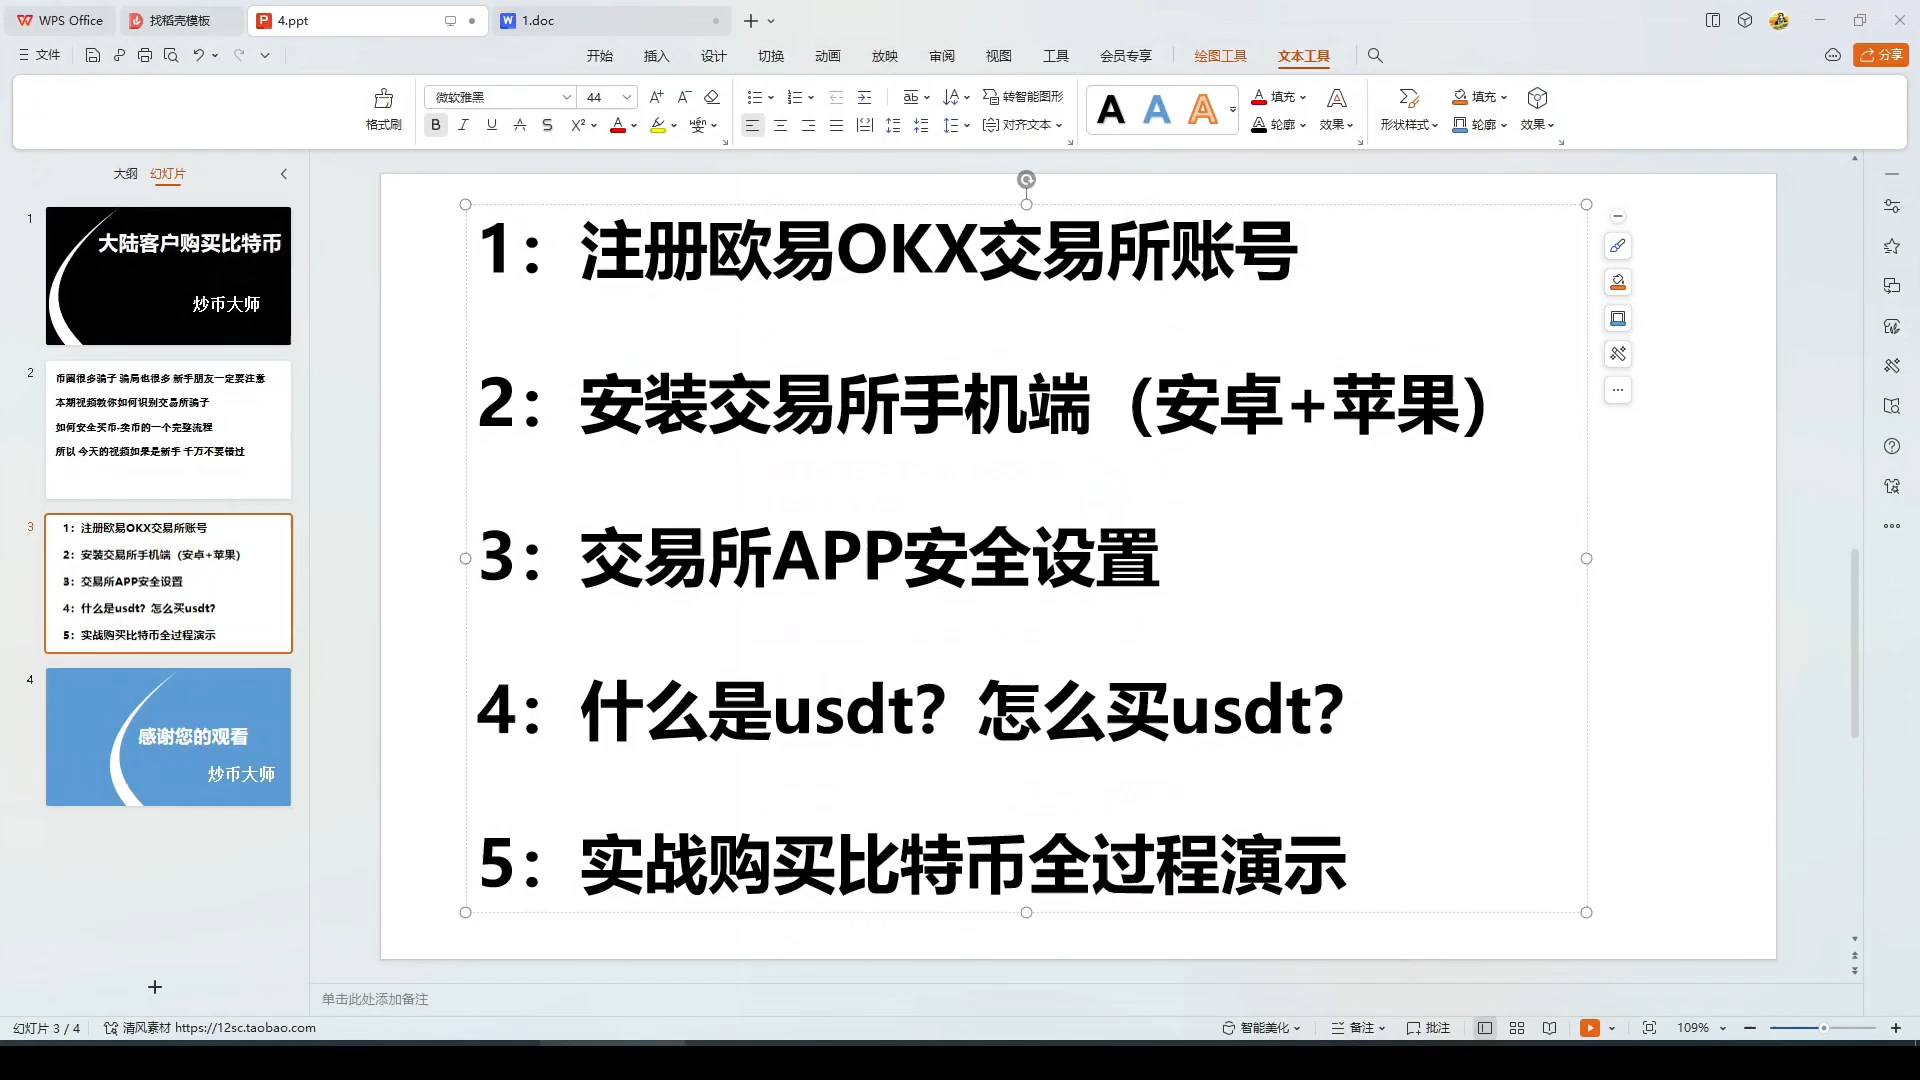 WPS Office
找稻壳模板
4.ppt
1.doc
文件
开始
插入
设计
切换
动画
放映
审阅
视图
工具
会员专享
绘图工具
文本工具
分享
格式刷
微软雅黑
44
转智能图形
对齐文本
填充
轮廓
效果
形状样式
填充
轮廓
效果
大纲
幻灯片
1
大陆客户购买比特币
炒币大师
2
币圈很多骗子 骗局也很多 新手朋友一定要注意
本期视频教你如何识别交易所骗子
如何安全买币-卖币的一个完整流程
所以 今天的视频如果是新手 千万不要错过
3
1：注册欧易OKX交易所账号
2：安装交易所手机端（安卓+苹果）
3：交易所APP安全设置
4：什么是usdt？怎么买usdt？
5：实战购买比特币全过程演示
4
感谢您的观看
炒币大师
1：注册欧易OKX交易所账号
2：安装交易所手机端（安卓+苹果）
3：交易所APP安全设置
4：什么是usdt？怎么买usdt？
5：实战购买比特币全过程演示
单击此处添加备注
幻灯片 3 / 4
清风素材 https://12sc.taobao.com
智能美化
备注
批注
109%